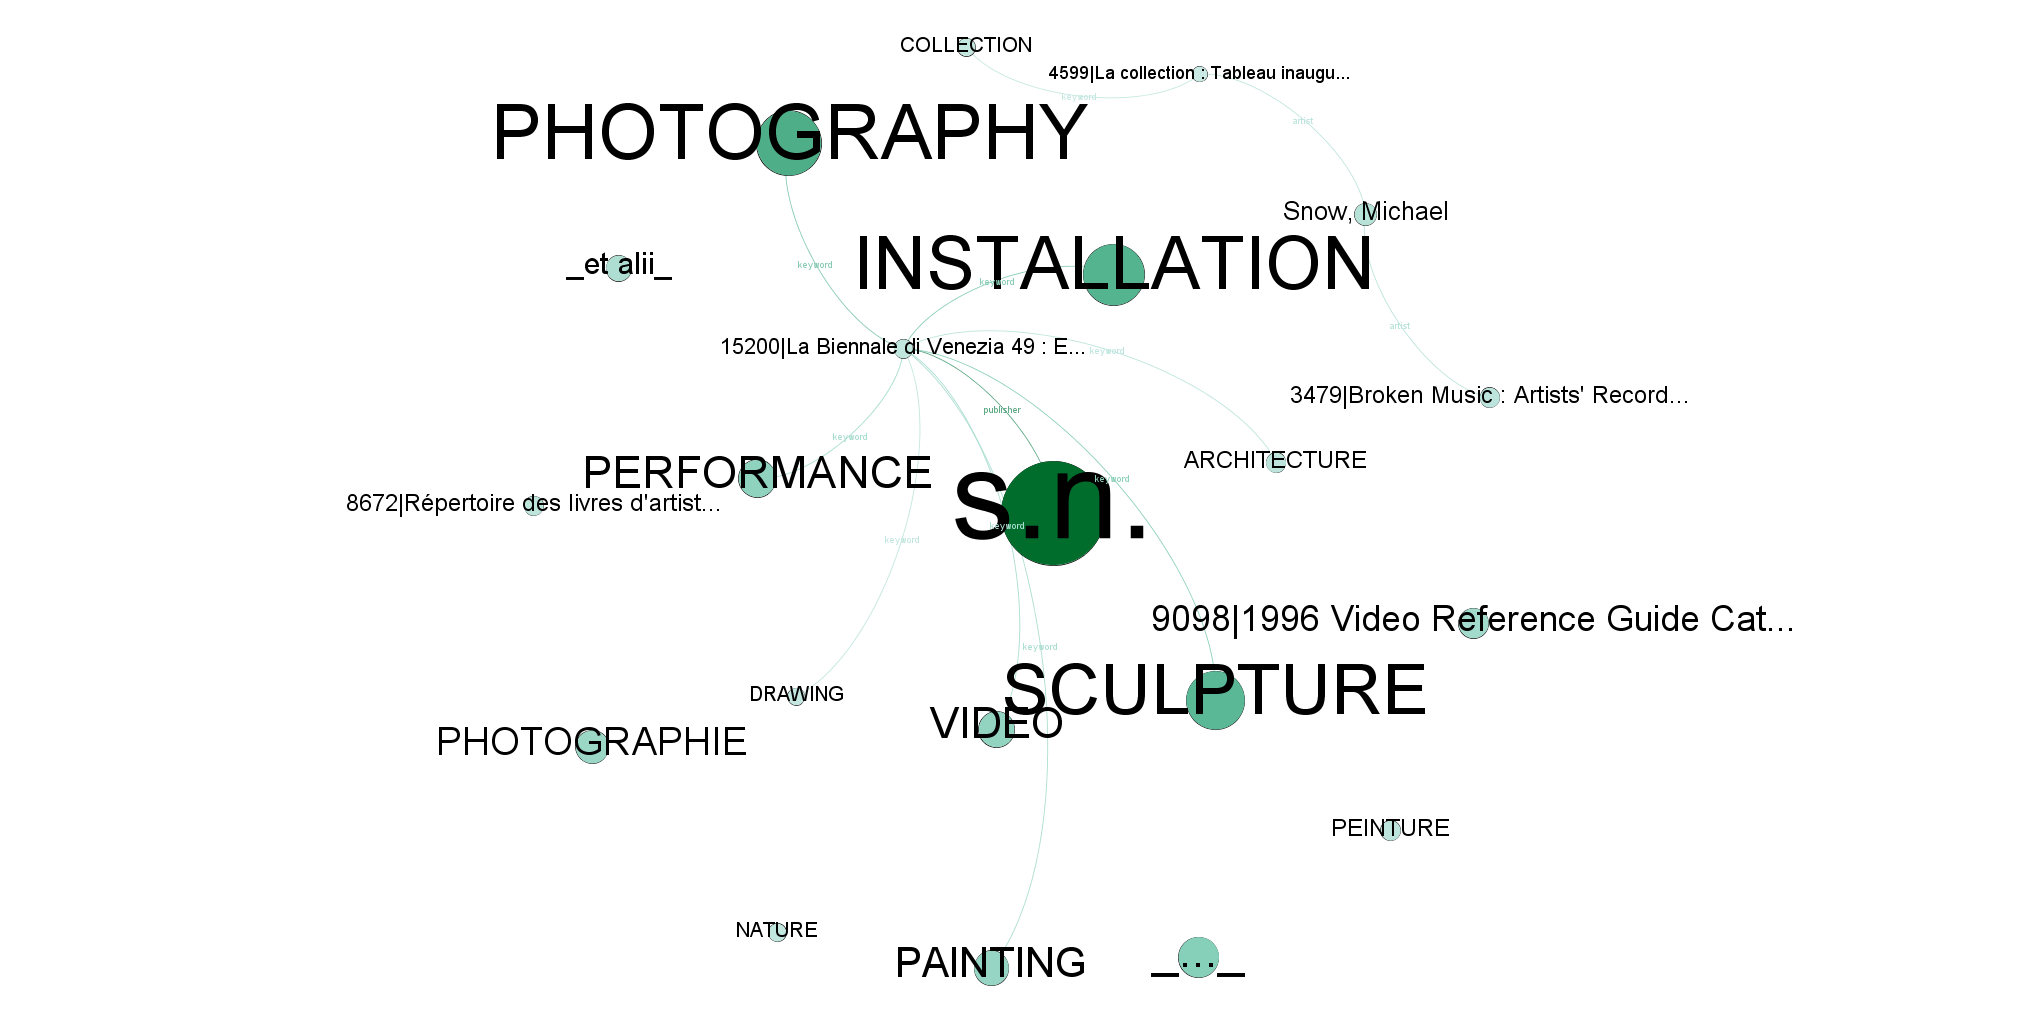 COLLECTION
4599|La collection : Tableau inaugu...
keyword
artist
PHOTOGRAPHY
Snow, Michael
INSTALLATION
_et alii_
keyword
keyword
artist
15200|La Biennale di Venezia 49 : E...
keyword
3479|Broken Music : Artists' Record...
publisher
keyword
ARCHITECTURE
PERFORMANCE
keyword
8672|Répertoire des livres d'artist...
s.n.
keyword
keyword
9098|1996 Video Reference Guide Cat...
keyword
SCULPTURE
DRAWING
VIDEO
PHOTOGRAPHIE
PEINTURE
NATURE
PAINTING
_..._